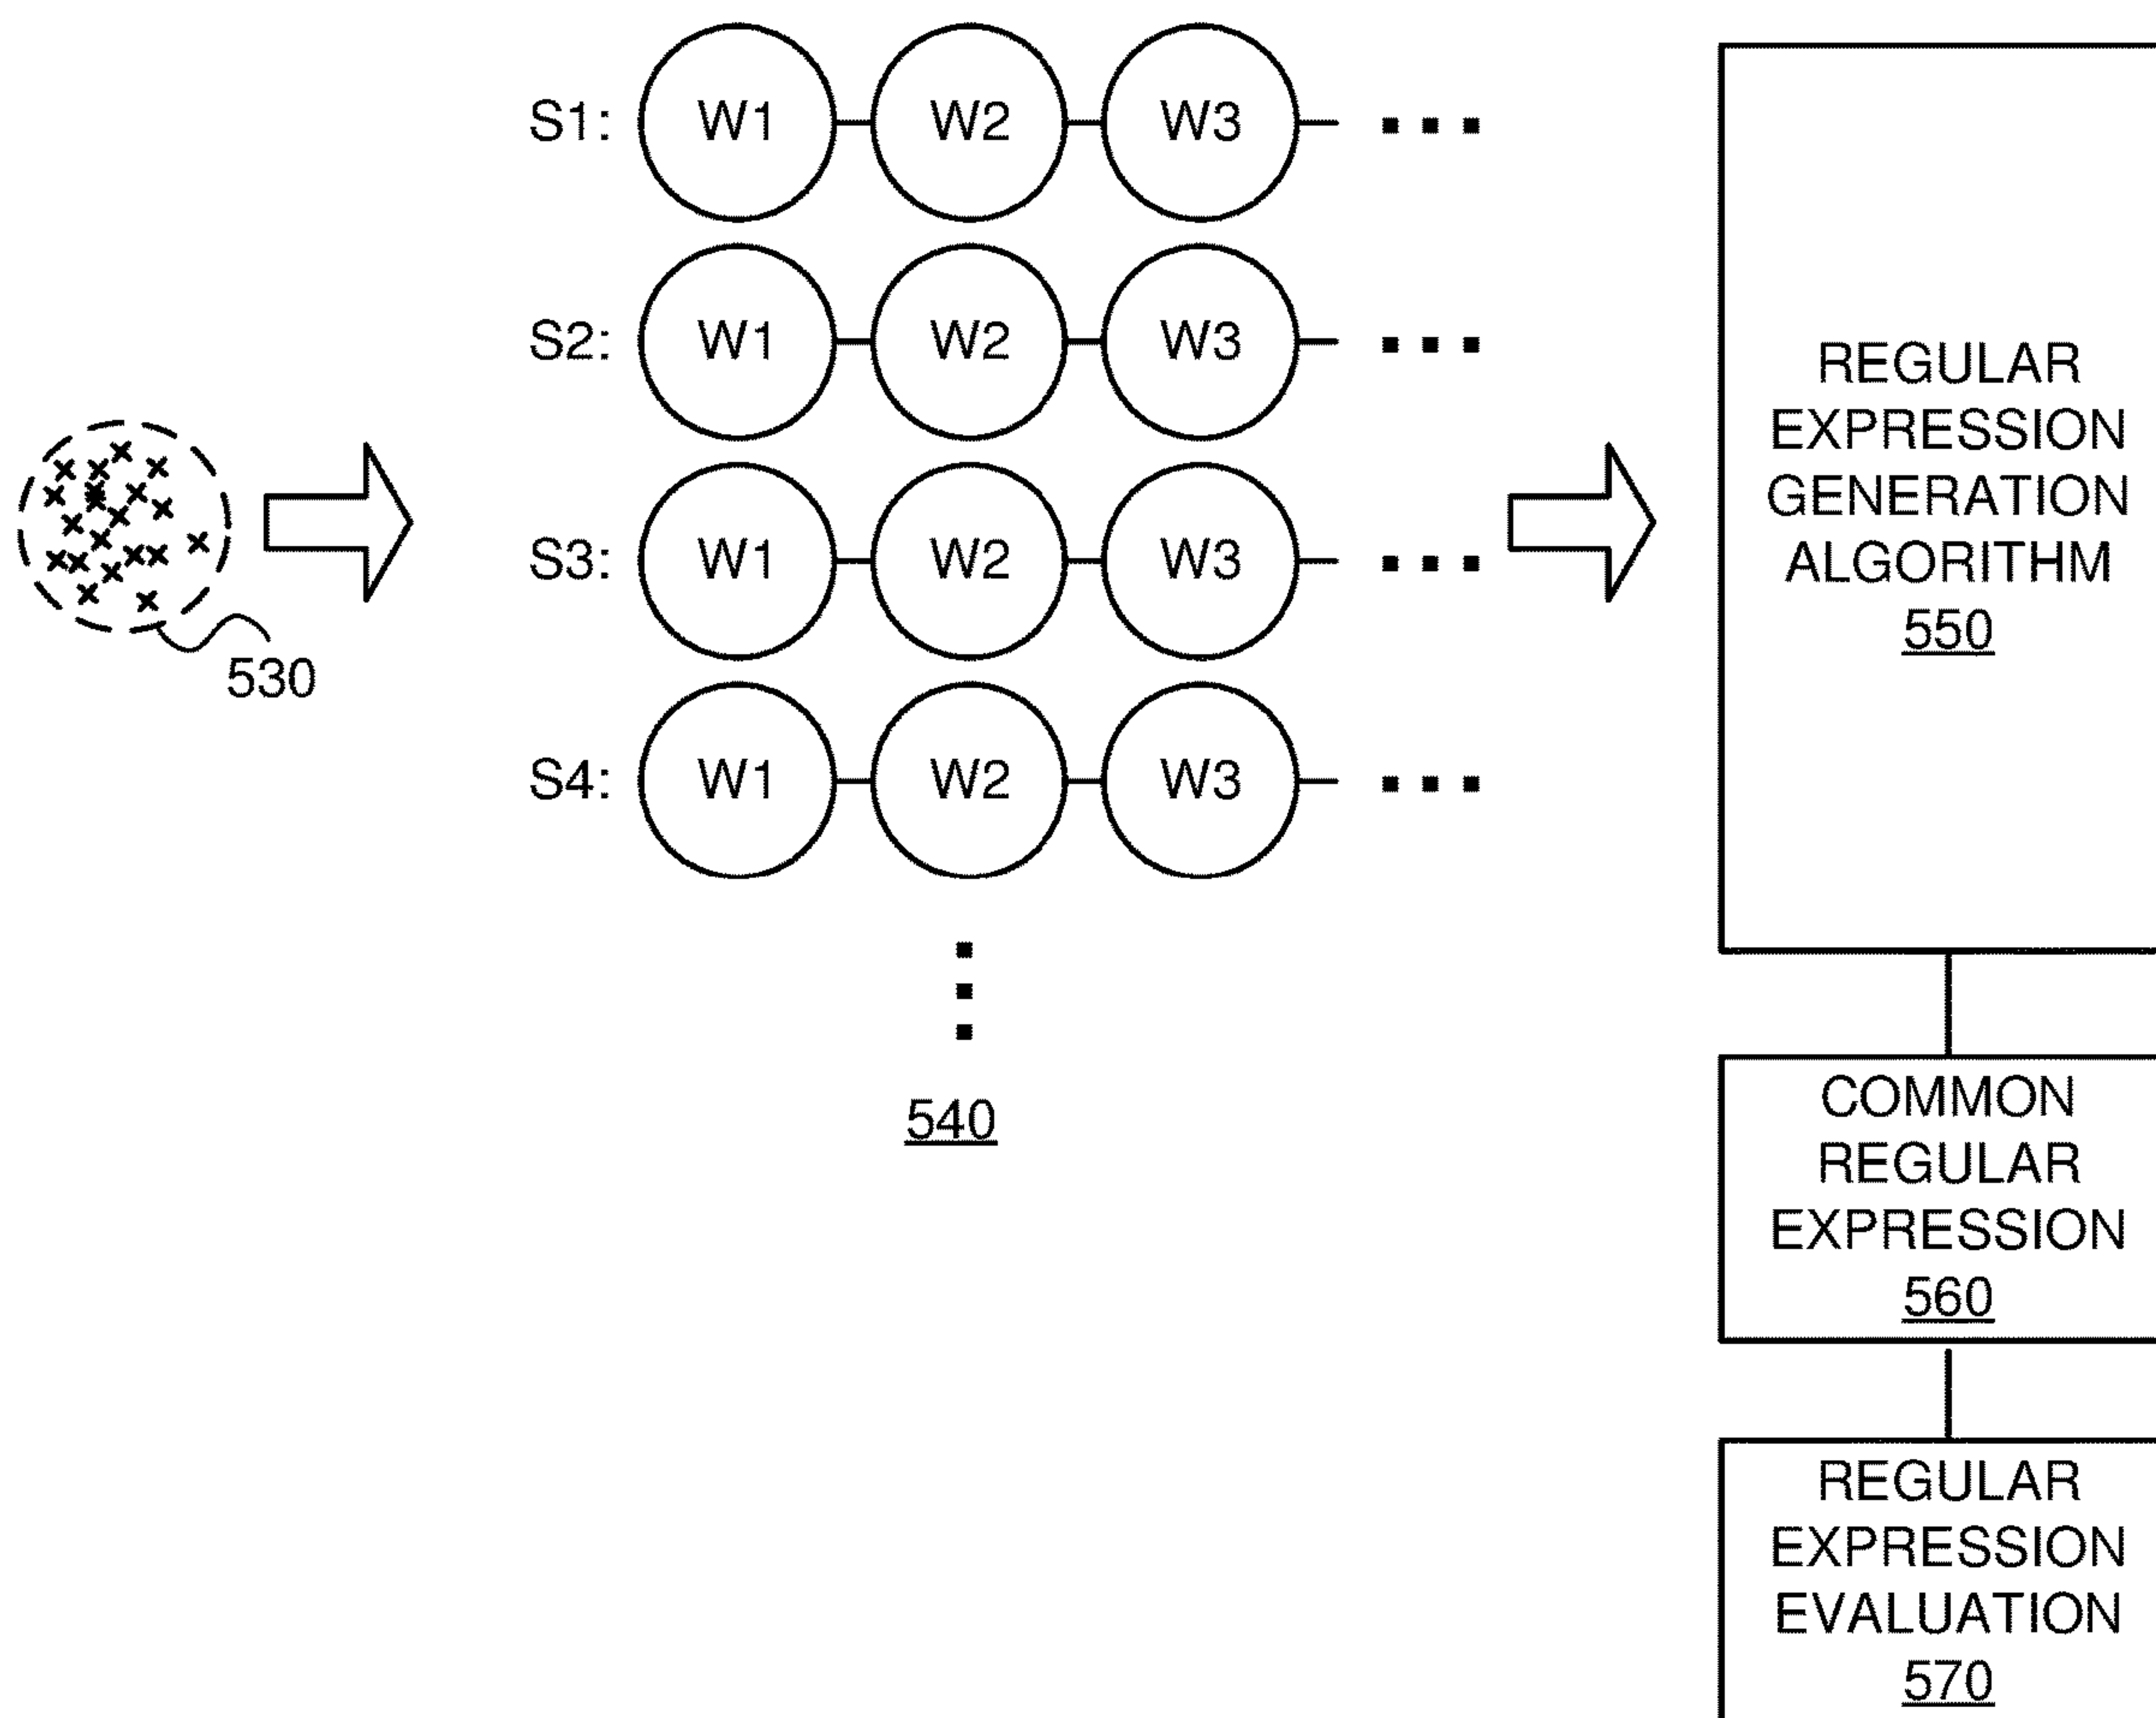 S1: W1 W2 W3
S2: W1 W2 W3
S3: W1 W2 W3
S4: W1 W2 W3
530
540
REGULAR
EXPRESSION
GENERATION
ALGORITHM
550
COMMON
REGULAR
EXPRESSION
560
REGULAR
EXPRESSION
EVALUATION
570